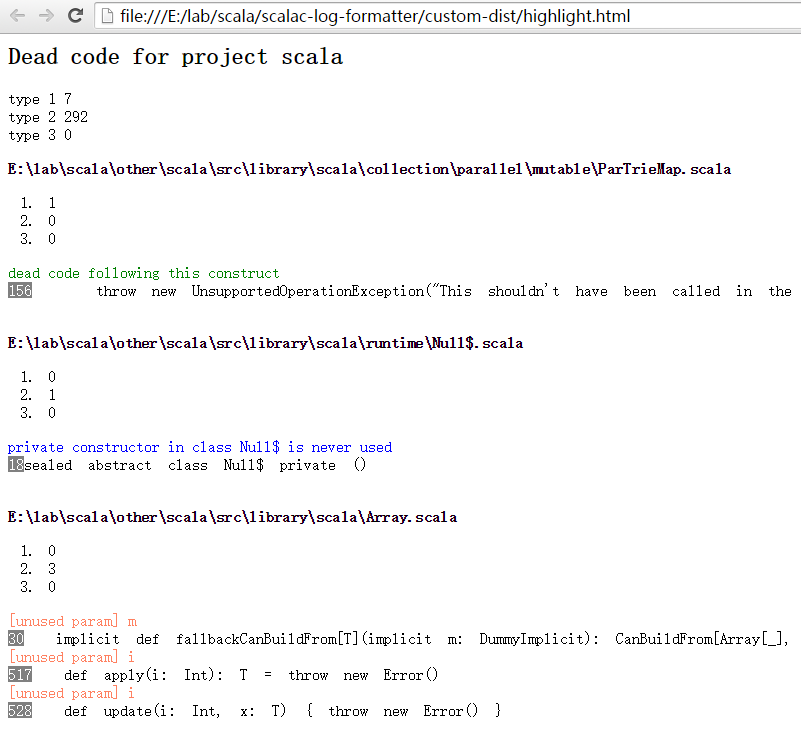 file:///E:/lab/scala/scalac-log-formatter/custom-dist/highlight.html
Dead code for project scala
type 1 7
type 2 292
type 3 0
E:\lab\scala\other\scala\src\library\scala\collection\parallel\mutable\ParTrieMap.scala
1. 1
2. 0
3. 0
dead code following this construct
156 throw new UnsupportedOperationException("This shouldn't have been called in the
E:\lab\scala\other\scala\src\library\scala\runtime\Null$.scala
1. 0
2. 1
3. 0
private constructor in class Null$ is never used
18sealed abstract class Null$ private ()
E:\lab\scala\other\scala\src\library\scala\Array.scala
1. 0
2. 3
3. 0
[unused param] m
30 implicit def fallbackCanBuildFrom[T](implicit m: DummyImplicit): CanBuildFrom[Array[_],
[unused param] i
517 def apply(i: Int): T = throw new Error()
[unused param] i
528 def update(i: Int, x: T) { throw new Error() }